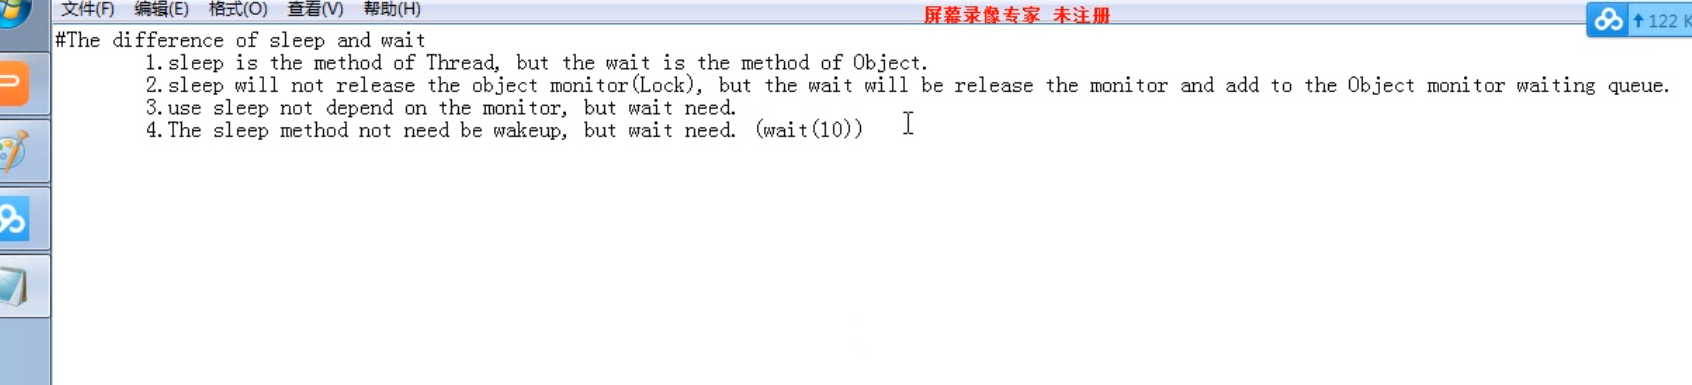 文件(F) 编辑(E) 格式(O) 查看(V) 帮助(H)
屏幕录像专家 未注册
122 K
#The difference of sleep and wait
1.sleep is the method of Thread, but the wait is the method of Object.
2.sleep will not release the object monitor(Lock), but the wait will be release the monitor and add to the Object monitor waiting queue.
3.use sleep not depend on the monitor, but wait need.
4.The sleep method not need be wakeup, but wait need. (wait(10))